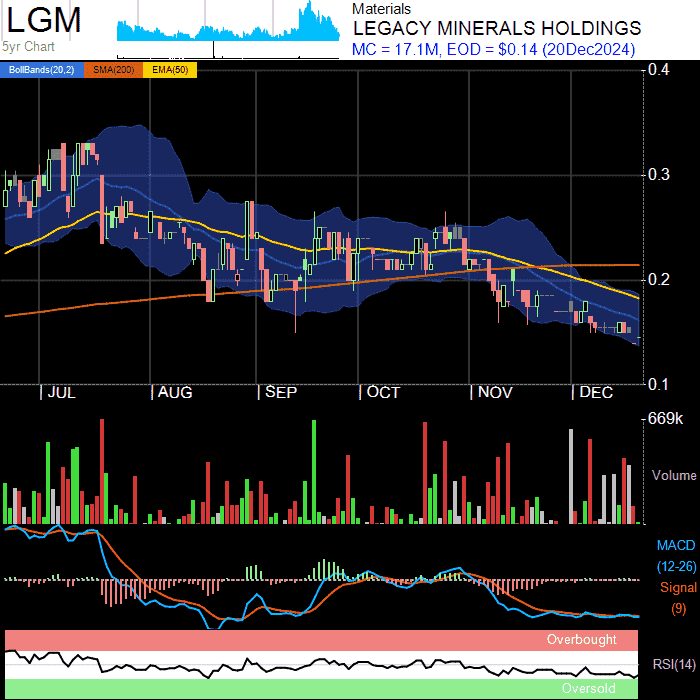 LGM
5yr Chart
Materials
LEGACY MINERALS HOLDINGS
MC = 17.1M, EOD = $0.14 (20Dec2024)
BollBands(20,2) SMA(200) EMA(50)
0.4
0.3
0.2
0.1
| JUL | AUG | SEP | OCT | NOV | DEC
669k
Volume
MACD
(12-26)
Signal
(9)
Overbought
RSI(14)
Oversold